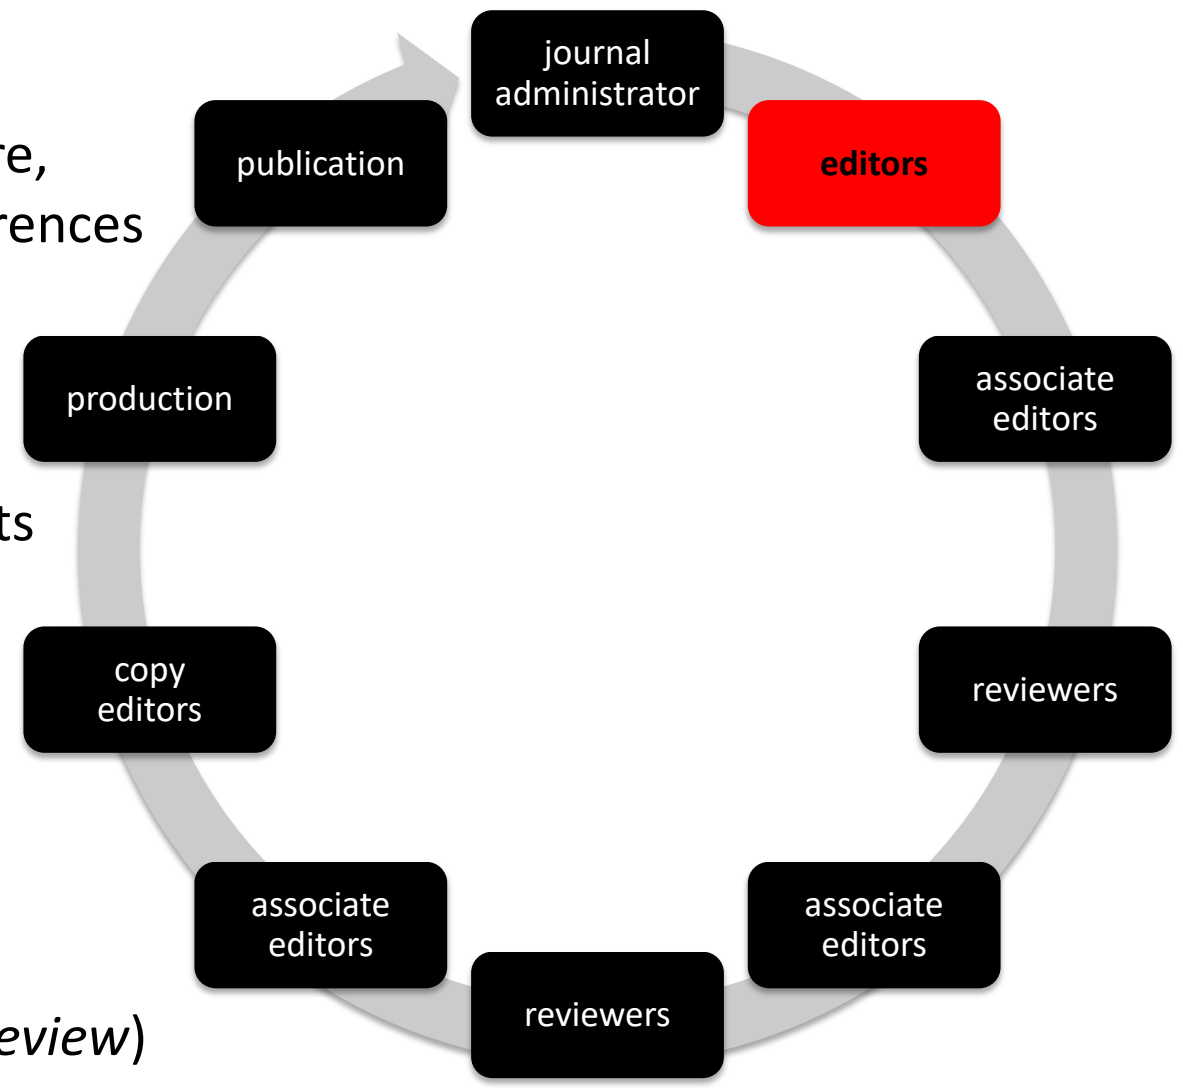 journal
administrator
editors
associate
editors
reviewers
associate
editors
reviewers
associate
editors
copy
editors
production
publication
re,
rences
ts
eview)